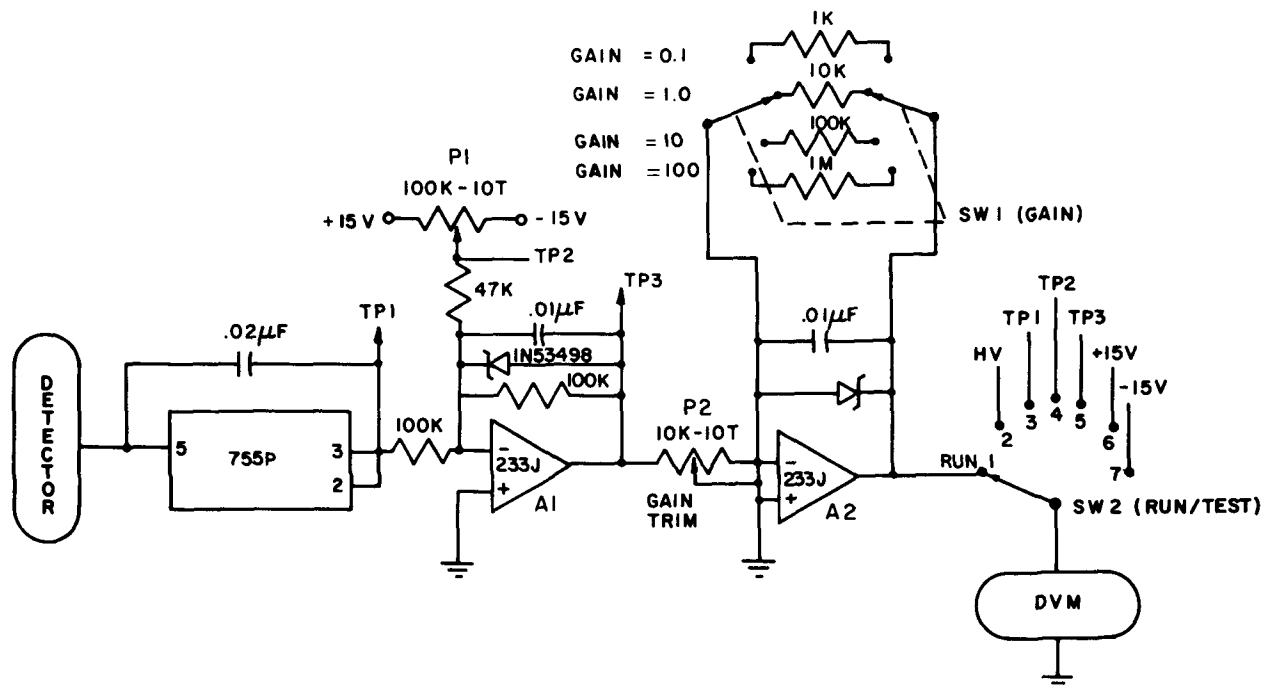 1K
GAIN = 0.1
10K
GAIN = 1.0
100K
GAIN = 10
1M
GAIN = 100
P1
100K-10T
+15V
-15V
SW1 (GAIN)
TP2
47K
TP3
TP2
TP1
.01µF
.01µF
TP1
TP3
.02µF
HV
+15V
-15V
1N53498
100K
DETECTOR
P2
10K-10T
2
3
4
5
6
7
100K
5
755P
3
2
-
233J
+
A1
GAIN
TRIM
-
233J
+
A2
RUN 1
SW2 (RUN/TEST)
DVM